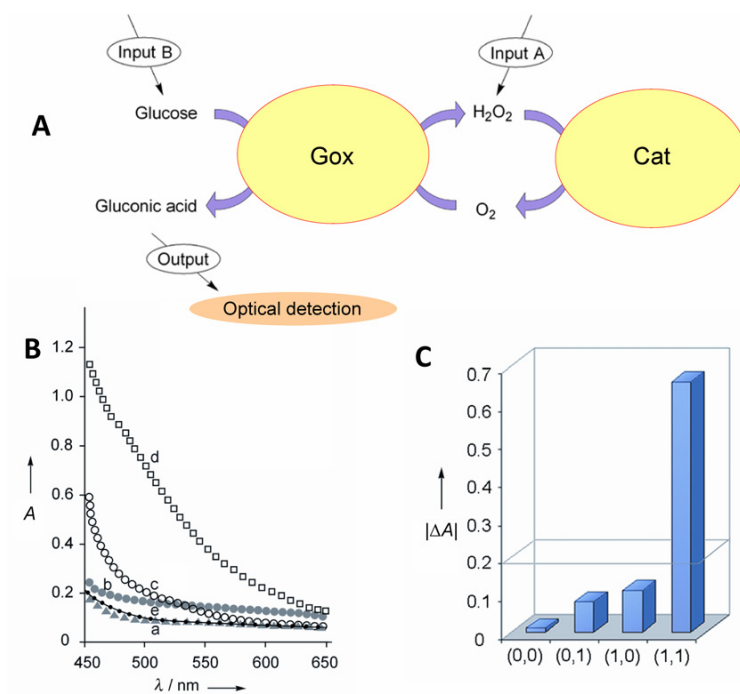 Input B
Input A
A
Glucose
H₂O₂
Gox
Cat
Gluconic acid
O₂
Output
Optical detection
B
C
1.2
1.0
0.8
0.6
0.4
0.2
0
A
d
b
c
e
a
450 500 550 600 650
λ / nm
0.7
0.6
0.5
0.4
0.3
0.2
0.1
0
|ΔA|
(0,0) (0,1) (1,0) (1,1)